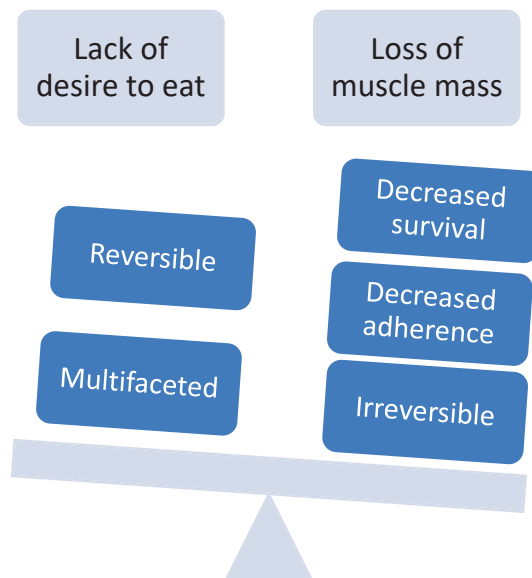 Lack of
desire to eat
Loss of
muscle mass
Reversible
Multifaceted
Decreased
survival
Decreased
adherence
Irreversible